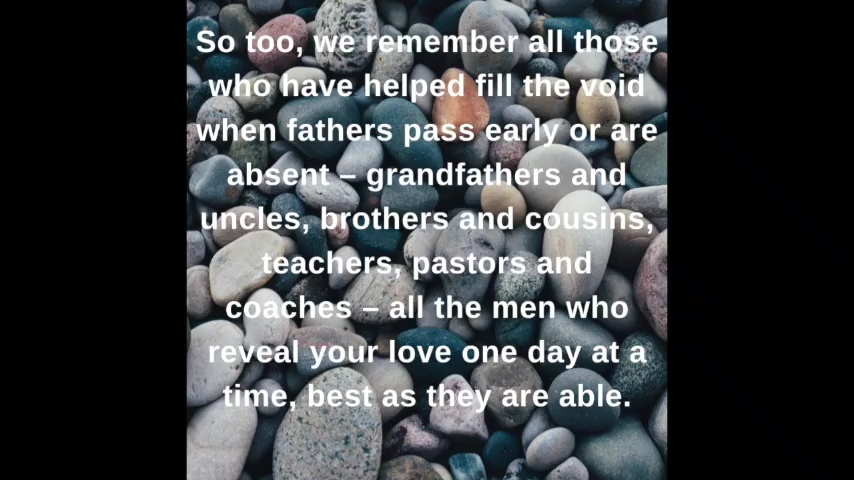 So too, we remember all those
who have helped fill the void
when fathers pass early or are
absent – grandfathers and
uncles, brothers and cousins,
teachers, pastors and
coaches – all the men who
reveal your love one day at a
time, best as they are able.